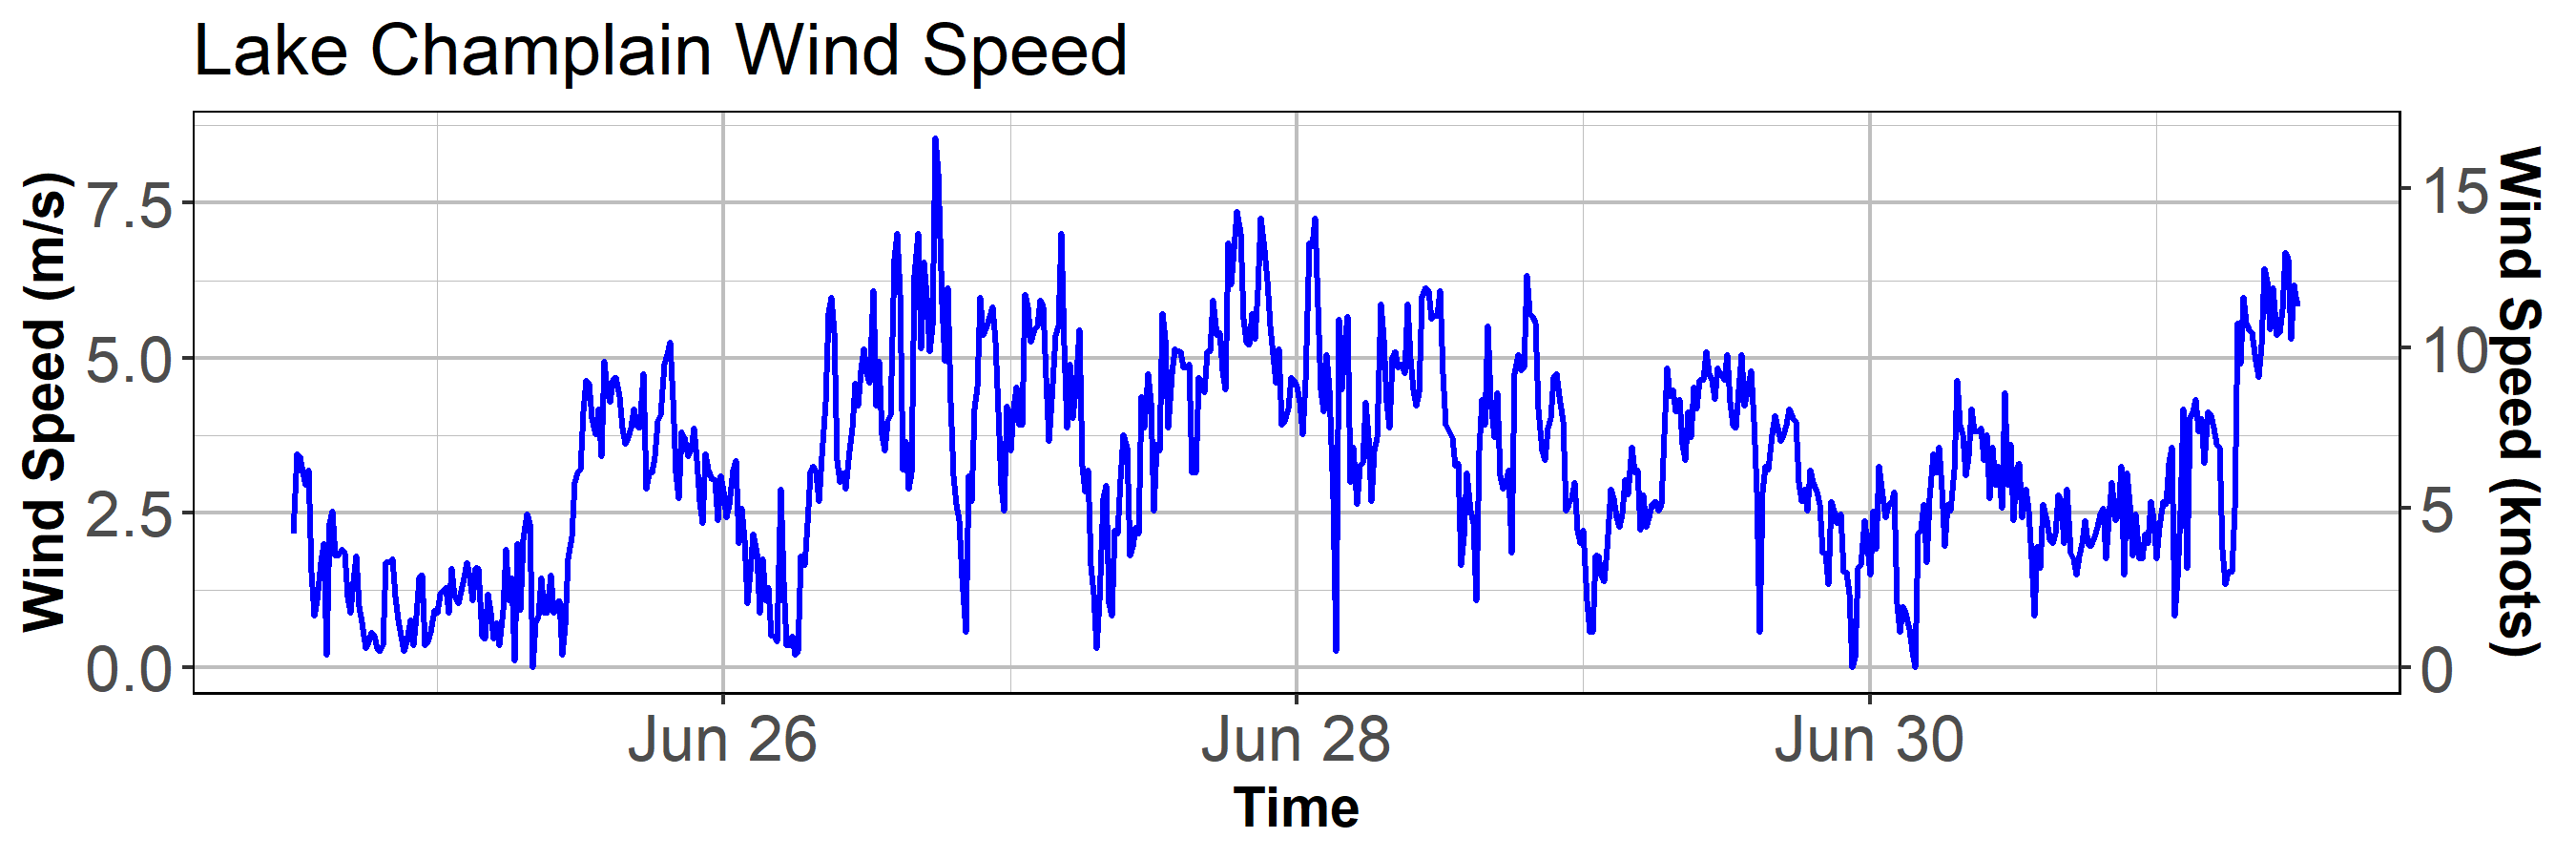 Lake Champlain Wind Speed
Wind Speed (m/s)
7.5
5.0
2.5
0.0
15
10
5
0
Wind Speed (knots)
Jun 26
Jun 28
Jun 30
Time